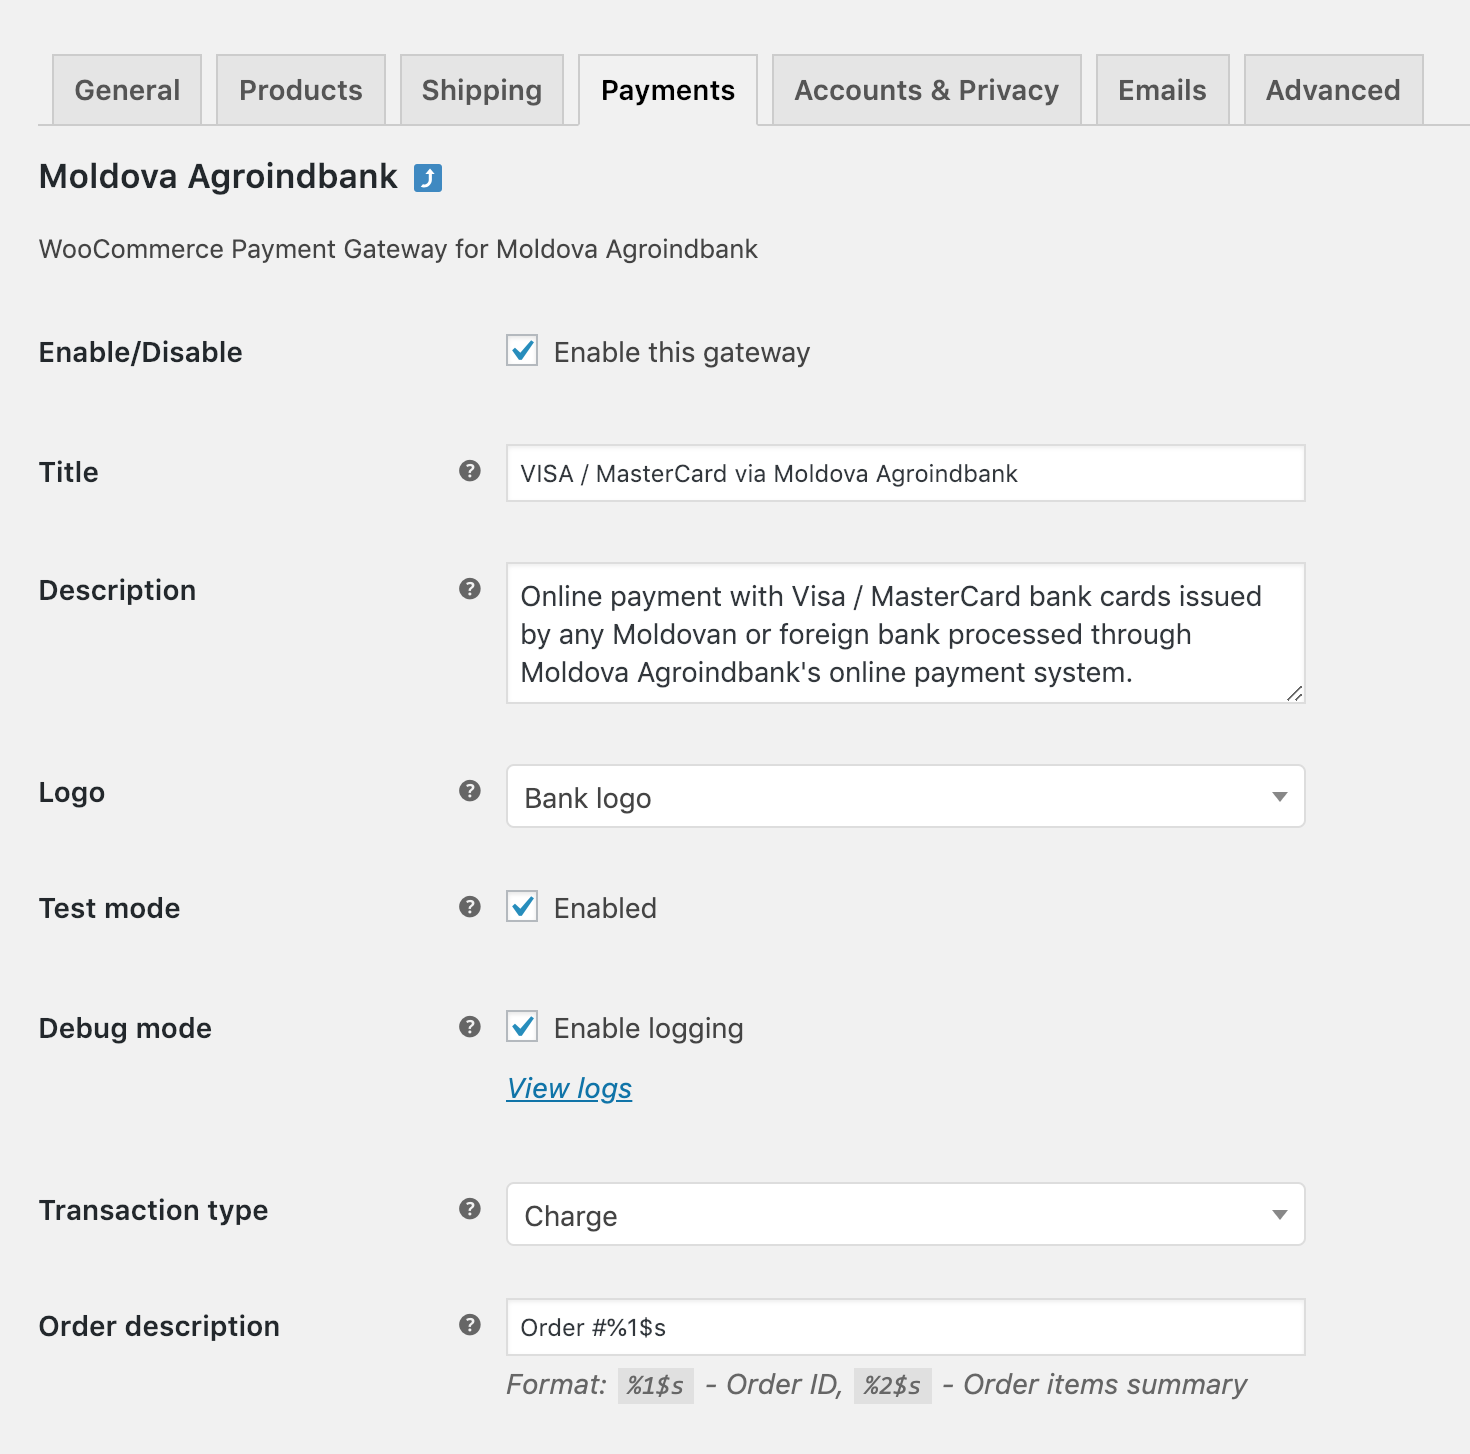 General Products Shipping Payments Accounts & Privacy Emails Advanced
Moldova Agroindbank ⤴
WooCommerce Payment Gateway for Moldova Agroindbank
Enable/Disable Enable this gateway
Title VISA / MasterCard via Moldova Agroindbank
Description Online payment with Visa / MasterCard bank cards issued
by any Moldovan or foreign bank processed through
Moldova Agroindbank's online payment system.
Logo Bank logo
Test mode Enabled
Debug mode Enable logging
View logs
Transaction type Charge
Order description Order #%1$s
Format: %1$s - Order ID, %2$s - Order items summary